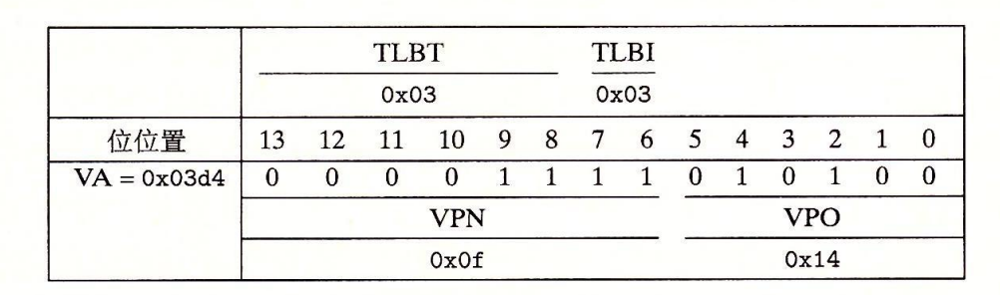 TLBT TLBI
0x03 0x03
位位置 13 12 11 10 9 8 7 6 5 4 3 2 1 0
VA = 0x03d4 0 0 0 0 1 1 1 1 0 1 0 1 0 0
VPN VPO
0x0f 0x14